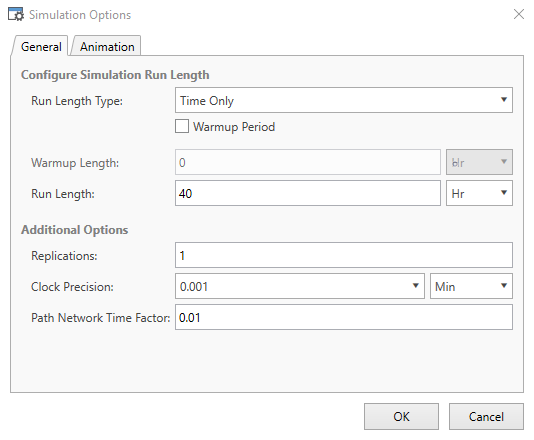 Simulation Options
General Animation
Configure Simulation Run Length
Run Length Type: Time Only
Warmup Period
Warmup Length: 0 Hr
Run Length: 40 Hr
Additional Options
Replications: 1
Clock Precision: 0.001 Min
Path Network Time Factor: 0.01
OK Cancel